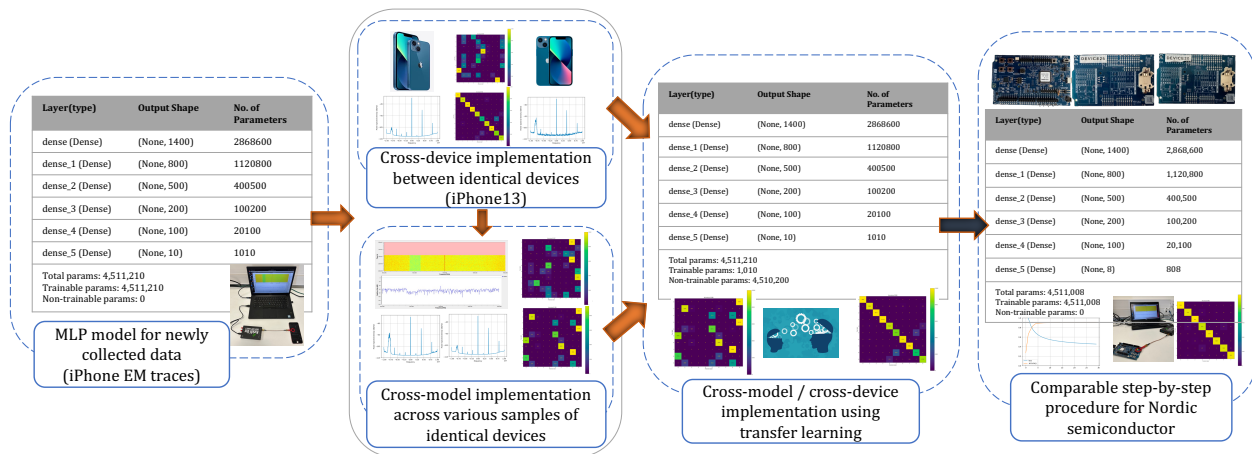 Layer(type) Output Shape No. of Parameters
dense (Dense) (None, 1400) 2868600
dense_1 (Dense) (None, 800) 1120800
dense_2 (Dense) (None, 500) 400500
dense_3 (Dense) (None, 200) 100200
dense_4 (Dense) (None, 100) 20100
dense_5 (Dense) (None, 10) 1010
Total params: 4,511,210
Trainable params: 4,511,210
Non-trainable params: 0
MLP model for newly
collected data
(iPhone EM traces)
Cross-device implementation
between identical devices
(iPhone13)
Cross-model implementation
across various samples of
identical devices
Layer(type) Output Shape No. of Parameters
dense (Dense) (None, 1400) 2868600
dense_1 (Dense) (None, 800) 1120800
dense_2 (Dense) (None, 500) 400500
dense_3 (Dense) (None, 200) 100200
dense_4 (Dense) (None, 100) 20100
dense_5 (Dense) (None, 10) 1010
Total params: 4,511,210
Trainable params: 1,010
Non-trainable params: 4,510,200
Cross-model / cross-device
implementation using
transfer learning
Layer(type) Output Shape No. of Parameters
dense (Dense) (None, 1400) 2,868,600
dense_1 (Dense) (None, 800) 1,120,800
dense_2 (Dense) (None, 500) 400,500
dense_3 (Dense) (None, 200) 100,200
dense_4 (Dense) (None, 100) 20,100
dense_5 (Dense) (None, 8) 808
Total params: 4,511,008
Trainable params: 4,511,008
Non-trainable params: 0
Comparable step-by-step
procedure for Nordic
semiconductor